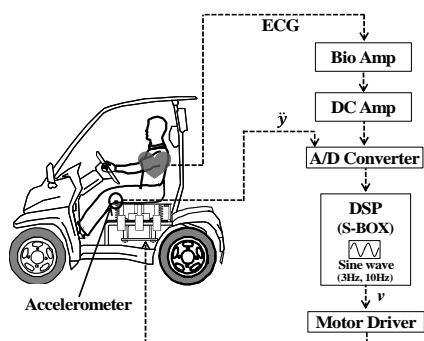 ECG
Bio Amp
DC Amp
ÿ
A/D Converter
DSP
(S-BOX)
Sine wave
(3Hz, 10Hz)
v
Accelerometer
Motor Driver